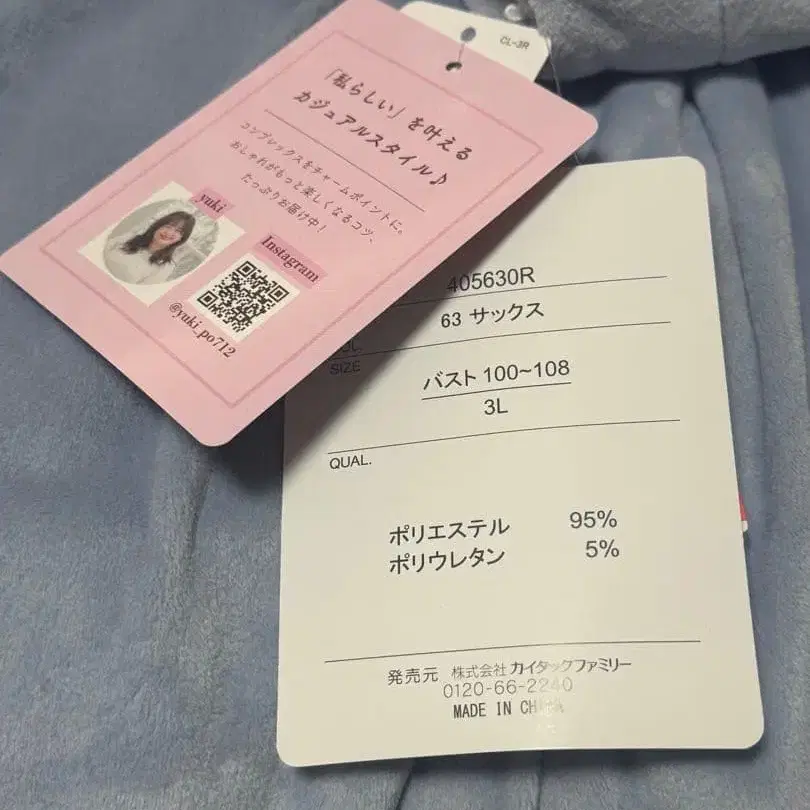 CL-3R
「私らしい」を叶える
カジュアルスタイル♪
コンプレックスをチャームポイントに。
おしゃれがもっと楽しくなるコツ、
たっぷりお届け中！
yuki
Instagram
@yuki_po712
405630R
63 サックス
COL.
SIZE
バスト 100~108
3L
QUAL.
ポリエステル 95%
ポリウレタン 5%
発売元 株式会社 カイタックファミリー
0120-66-2240
MADE IN CHINA